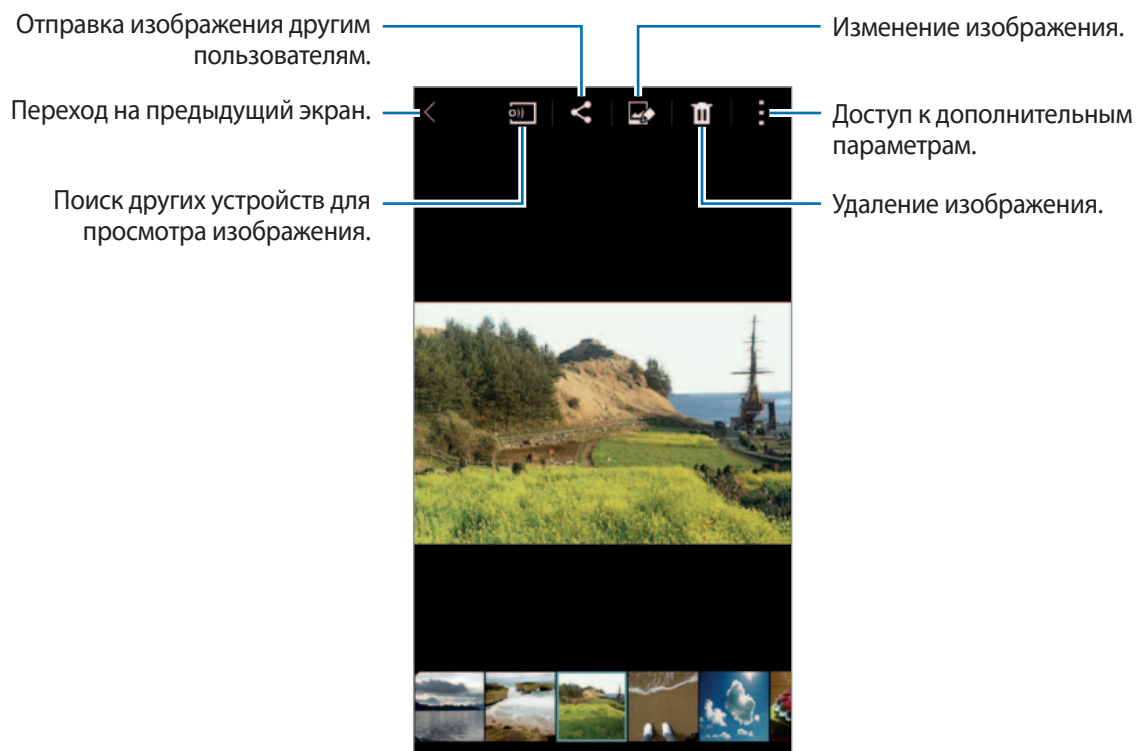 Отправка изображения другим
пользователям.
Переход на предыдущий экран.
Поиск других устройств для
просмотра изображения.
Изменение изображения.
Доступ к дополнительным
параметрам.
Удаление изображения.